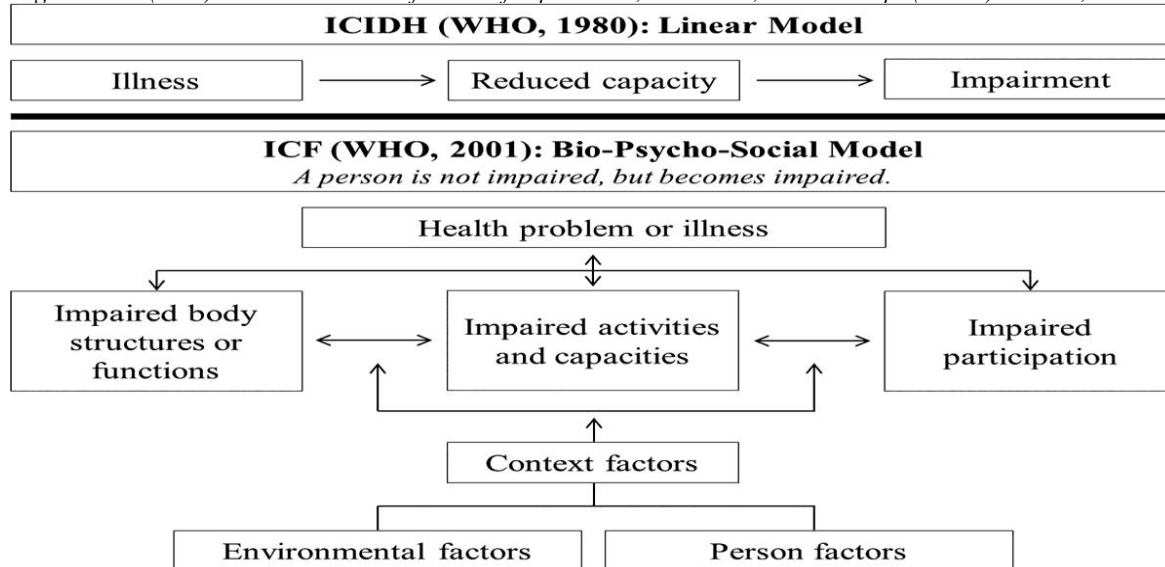 ICIDH (WHO, 1980): Linear Model
Illness
Reduced capacity
Impairment
ICF (WHO, 2001): Bio-Psycho-Social Model
A person is not impaired, but becomes impaired.
Health problem or illness
Impaired body
structures or
functions
Impaired activities
and capacities
Impaired
participation
Context factors
Environmental factors
Person factors